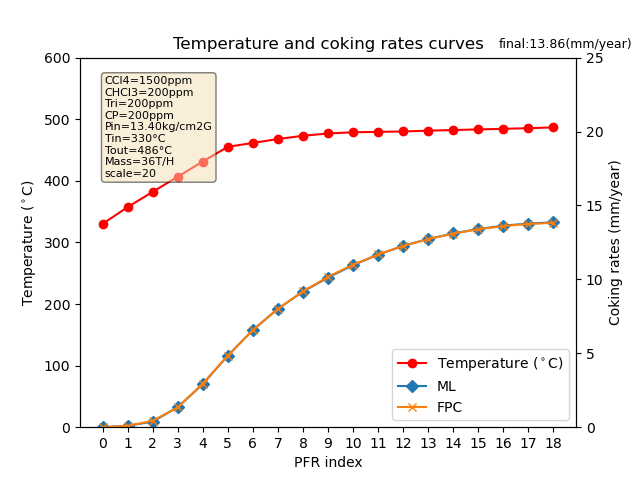 Temperature and coking rates curves
final:13.86(mm/year)
CCl4=1500ppm
CHCl3=200ppm
Tri=200ppm
CP=200ppm
Pin=13.40kg/cm2G
Tin=330°C
Tout=486°C
Mass=36T/H
scale=20
Temperature (°C)
600
500
400
300
200
100
0
25
20
15
10
5
0
Coking rates (mm/year)
Temperature (°C)
ML
FPC
0 1 2 3 4 5 6 7 8 9 10 11 12 13 14 15 16 17 18
PFR index